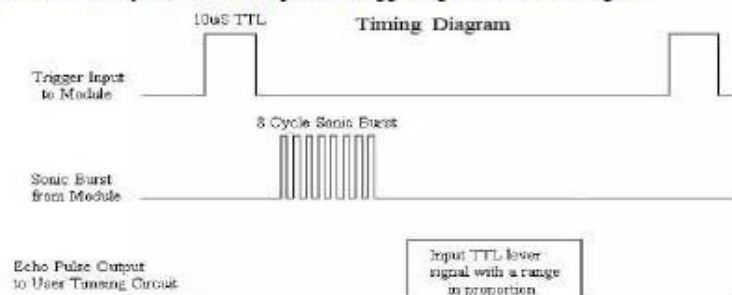 10uS TTL
Timing Diagram
Trigger Input
to Module
8 Cycle Sonic Burst
Sonic Burst
from Module
Echo Pulse Output
to User Timeing Circuit
Input TTL lever
signal with a range
in proportion